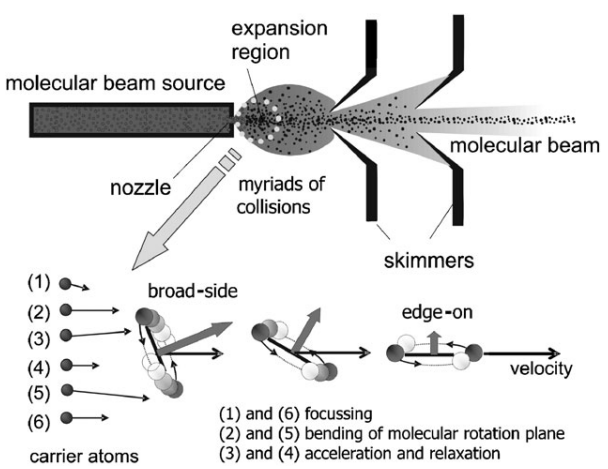 expansion
region
molecular beam source
molecular beam
nozzle
myriads of
collisions
skimmers
(1)
(2)
(3)
(4)
(5)
(6)
carrier atoms
broad-side
edge-on
velocity
(1) and (6) focussing
(2) and (5) bending of molecular rotation plane
(3) and (4) acceleration and relaxation